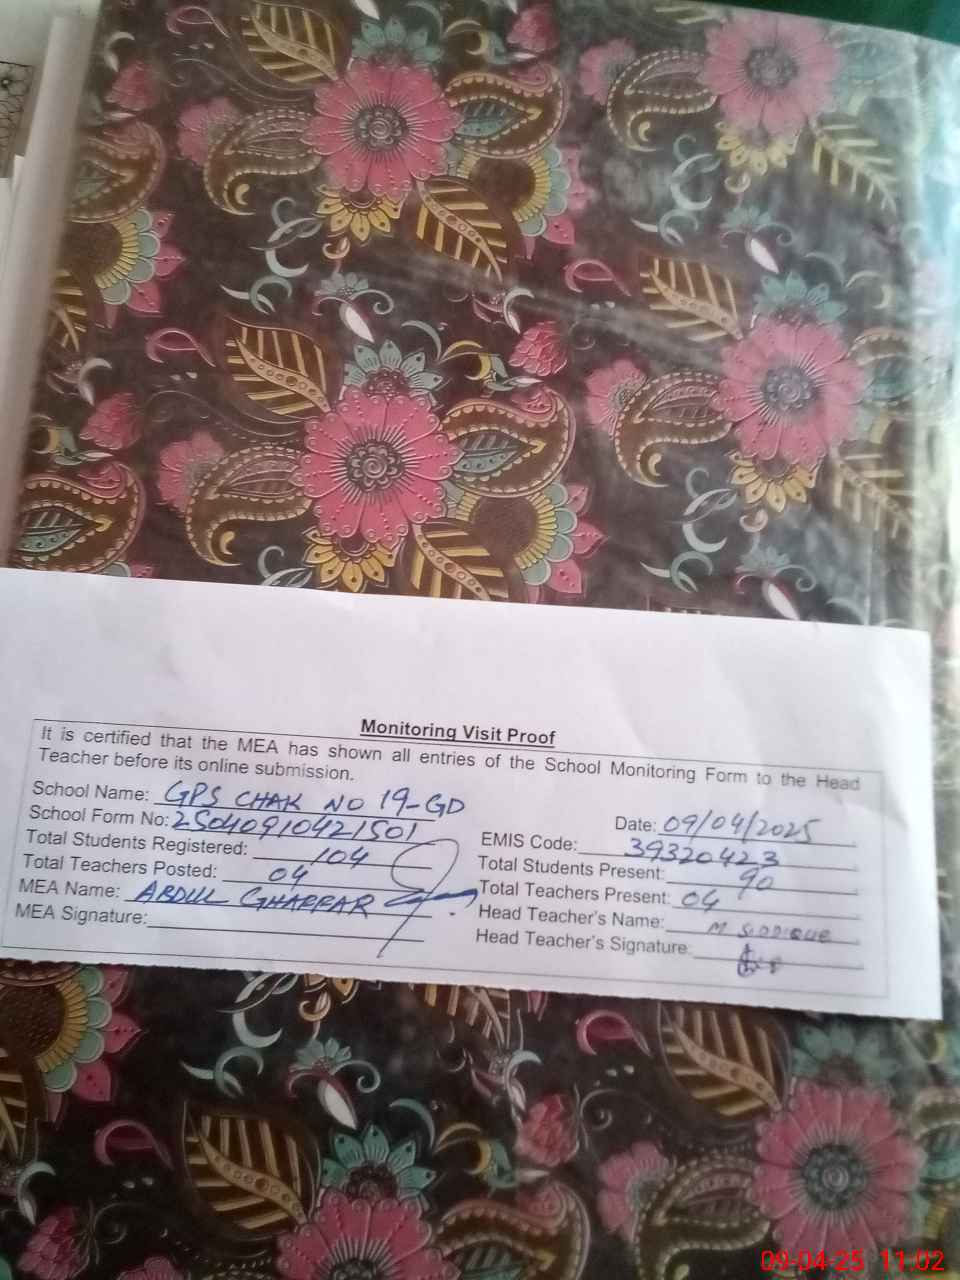 Monitoring Visit Proof
It is certified that the MEA has shown all entries of the School Monitoring Form to the Head
Teacher before its online submission.
School Name: GPS CHAK NO 19-GD
Date: 09/04/2025
School Form No: 25040910421501
EMIS Code: 39320423
Total Students Registered: 104
Total Students Present: 90
Total Teachers Posted: 04
Total Teachers Present: 04
MEA Name: ABDUL GHAFFAR
Head Teacher's Name: M SIDDIQUE
MEA Signature:
Head Teacher's Signature:
09-04-25 11:02